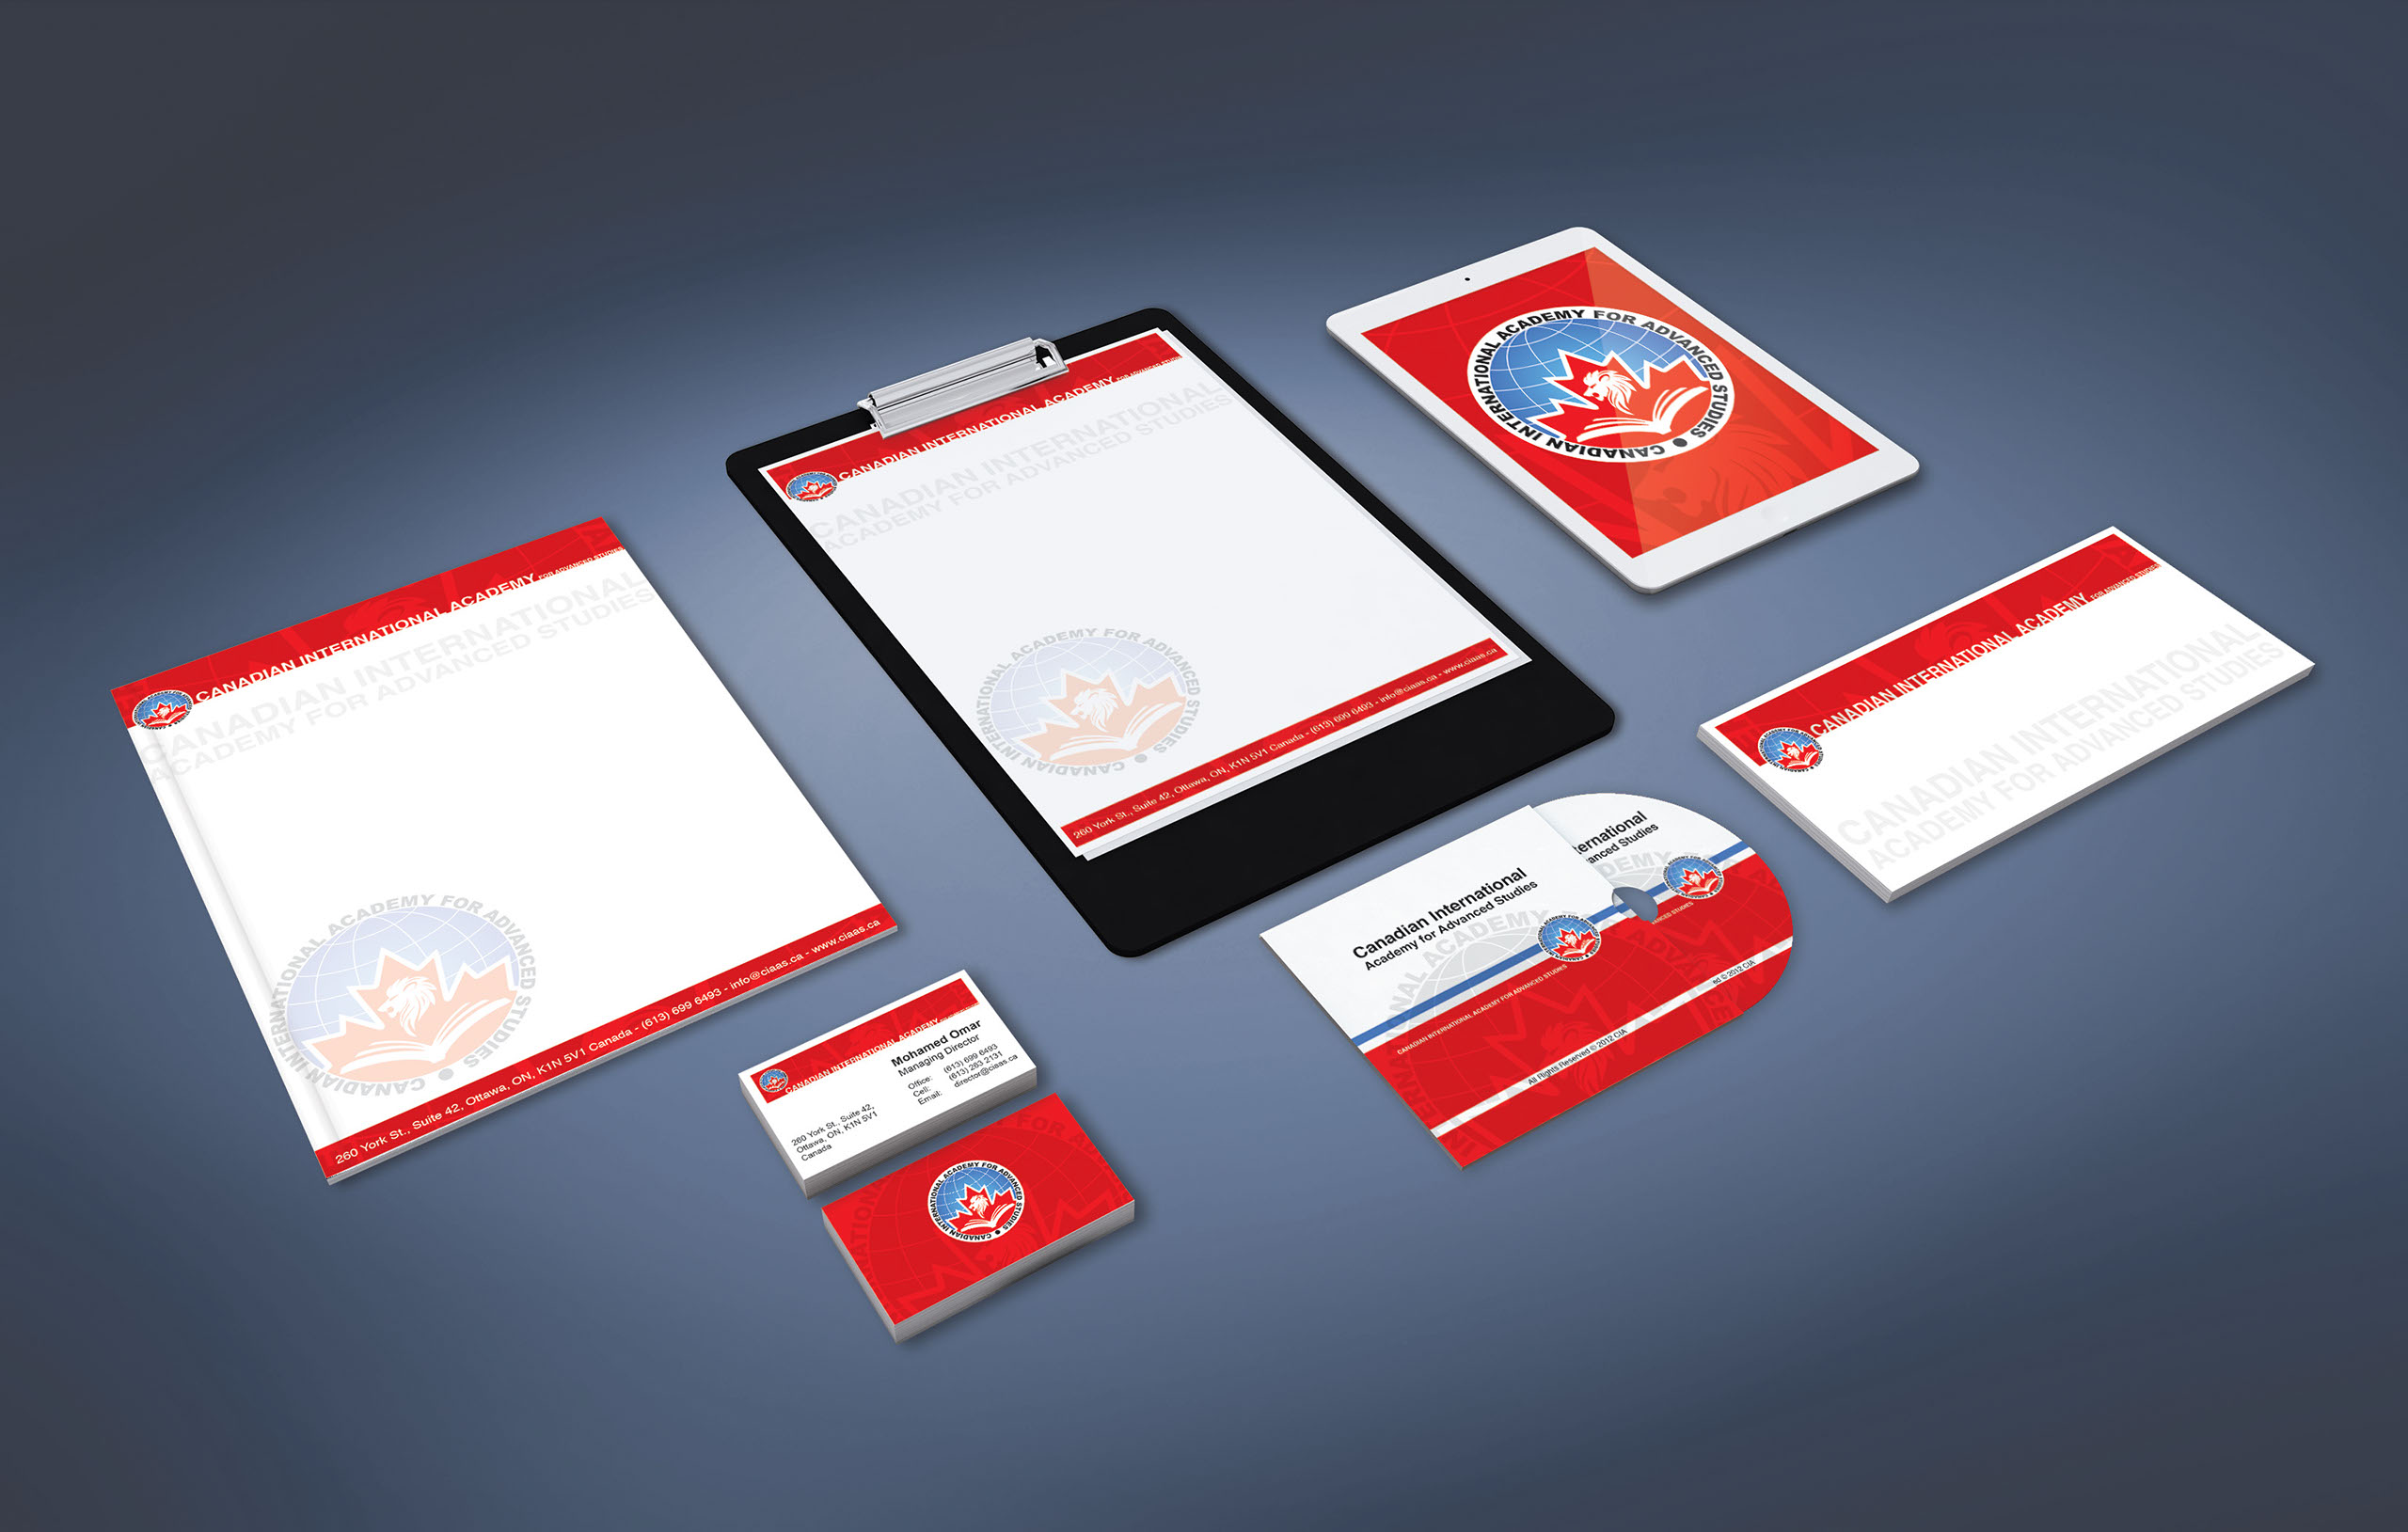 CANADIAN INTERNATIONAL ACADEMY FOR ADVANCED STUDIES
CANADIAN INTERNATIONAL
ACADEMY FOR ADVANCED STUDIES
CANADIAN INTERNATIONAL ACADEMY FOR ADVANCED STUDIES •
260 York St., Suite 42, Ottawa, ON, K1N 5V1 Canada - (613) 699 6493 - info@ciaas.ca - www.ciaas.ca
CANADIAN INTERNATIONAL ACADEMY FOR ADVANCED STUDIES
CANADIAN INTERNATIONAL
ACADEMY FOR ADVANCED STUDIES
CANADIAN INTERNATIONAL ACADEMY FOR ADVANCED STUDIES •
260 York St., Suite 42, Ottawa, ON, K1N 5V1 Canada - (613) 699 6493 - info@ciaas.ca - www.ciaas.ca
CANADIAN INTERNATIONAL ACADEMY FOR ADVANCED STUDIES •
CANADIAN INTERNATIONAL ACADEMY FOR ADVANCED STUDIES
CANADIAN INTERNATIONAL
ACADEMY FOR ADVANCED STUDIES
CANADIAN INTERNATIONAL ACADEMY
Mohamed Omar
Managing Director
Office: (613) 699 6493
Cell: (613) 263 2131
Email: director@ciaas.ca
260 York St., Suite 42,
Ottawa, ON, K1N 5V1
Canada
CANADIAN INTERNATIONAL ACADEMY FOR ADVANCED STUDIES •
Canadian International
Academy for Advanced Studies
CANADIAN INTERNATIONAL ACADEMY FOR ADVANCED STUDIES
All Rights Reserved © 2012 CIA
ternational
anced Studies
ANCED STUDIES
ed © 2012 CIA